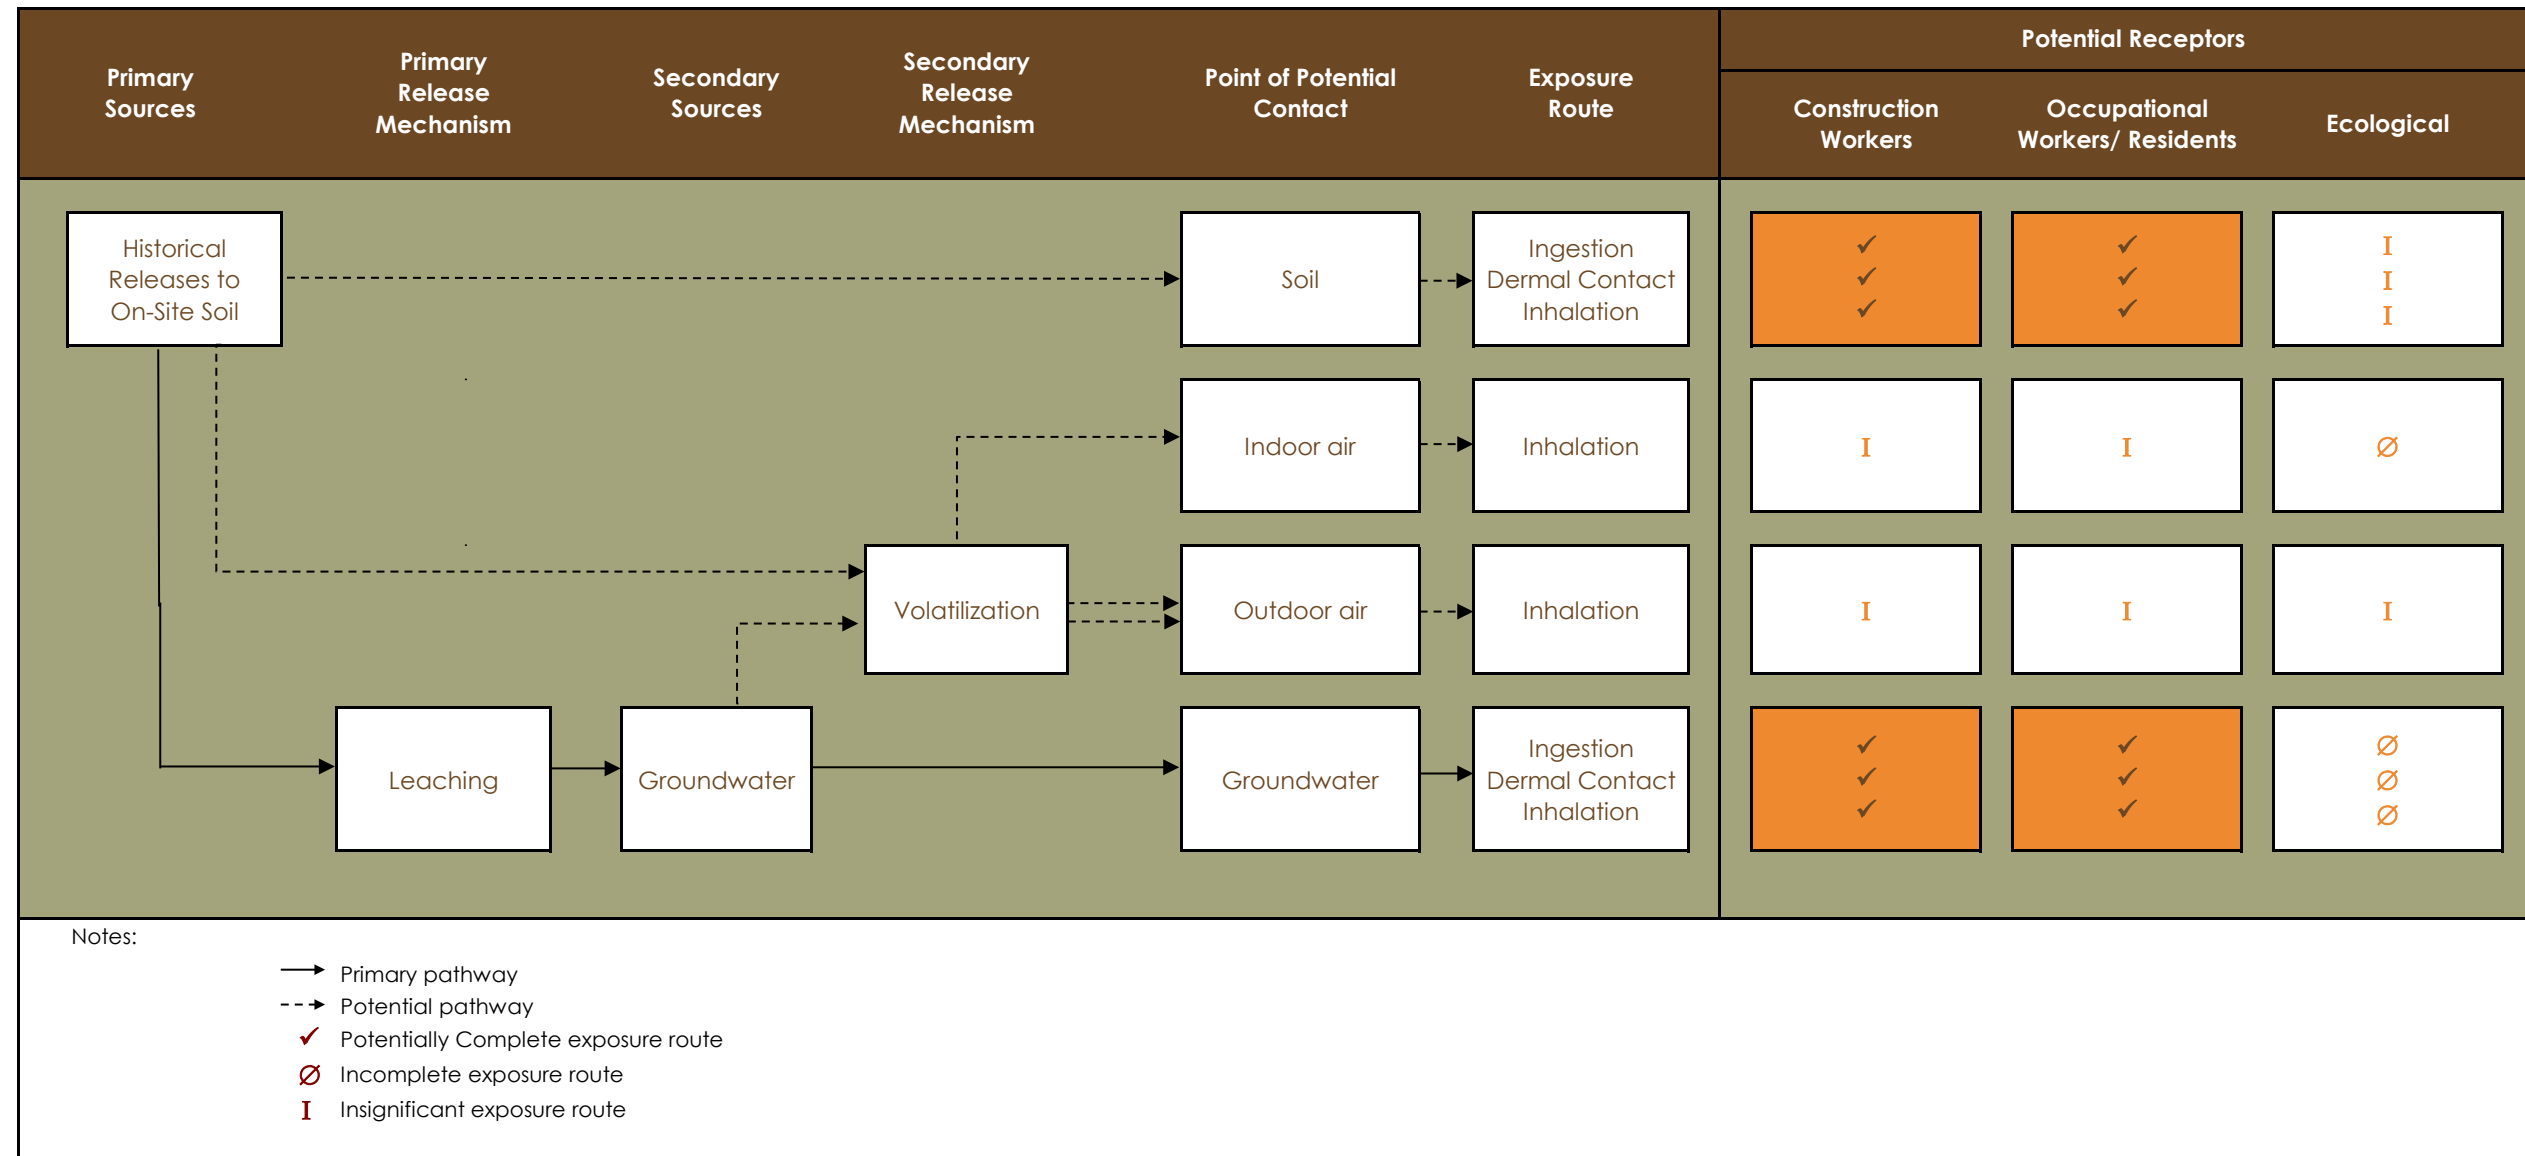 Primary
Sources
Primary
Release
Mechanism
Secondary
Sources
Secondary
Release
Mechanism
Point of Potential
Contact
Exposure
Route
Potential Receptors
Construction
Workers
Occupational
Workers/ Residents
Ecological
Historical
Releases to
On-Site Soil
Soil
Ingestion
Dermal Contact
Inhalation
✓
✓
✓
✓
✓
✓
I
I
I
Indoor air
Inhalation
I
I
∅
Volatilization
Outdoor air
Inhalation
I
I
I
Leaching
Groundwater
Groundwater
Ingestion
Dermal Contact
Inhalation
✓
✓
✓
✓
✓
✓
∅
∅
∅
Notes:
Primary pathway
Potential pathway
✓ Potentially Complete exposure route
∅ Incomplete exposure route
I Insignificant exposure route